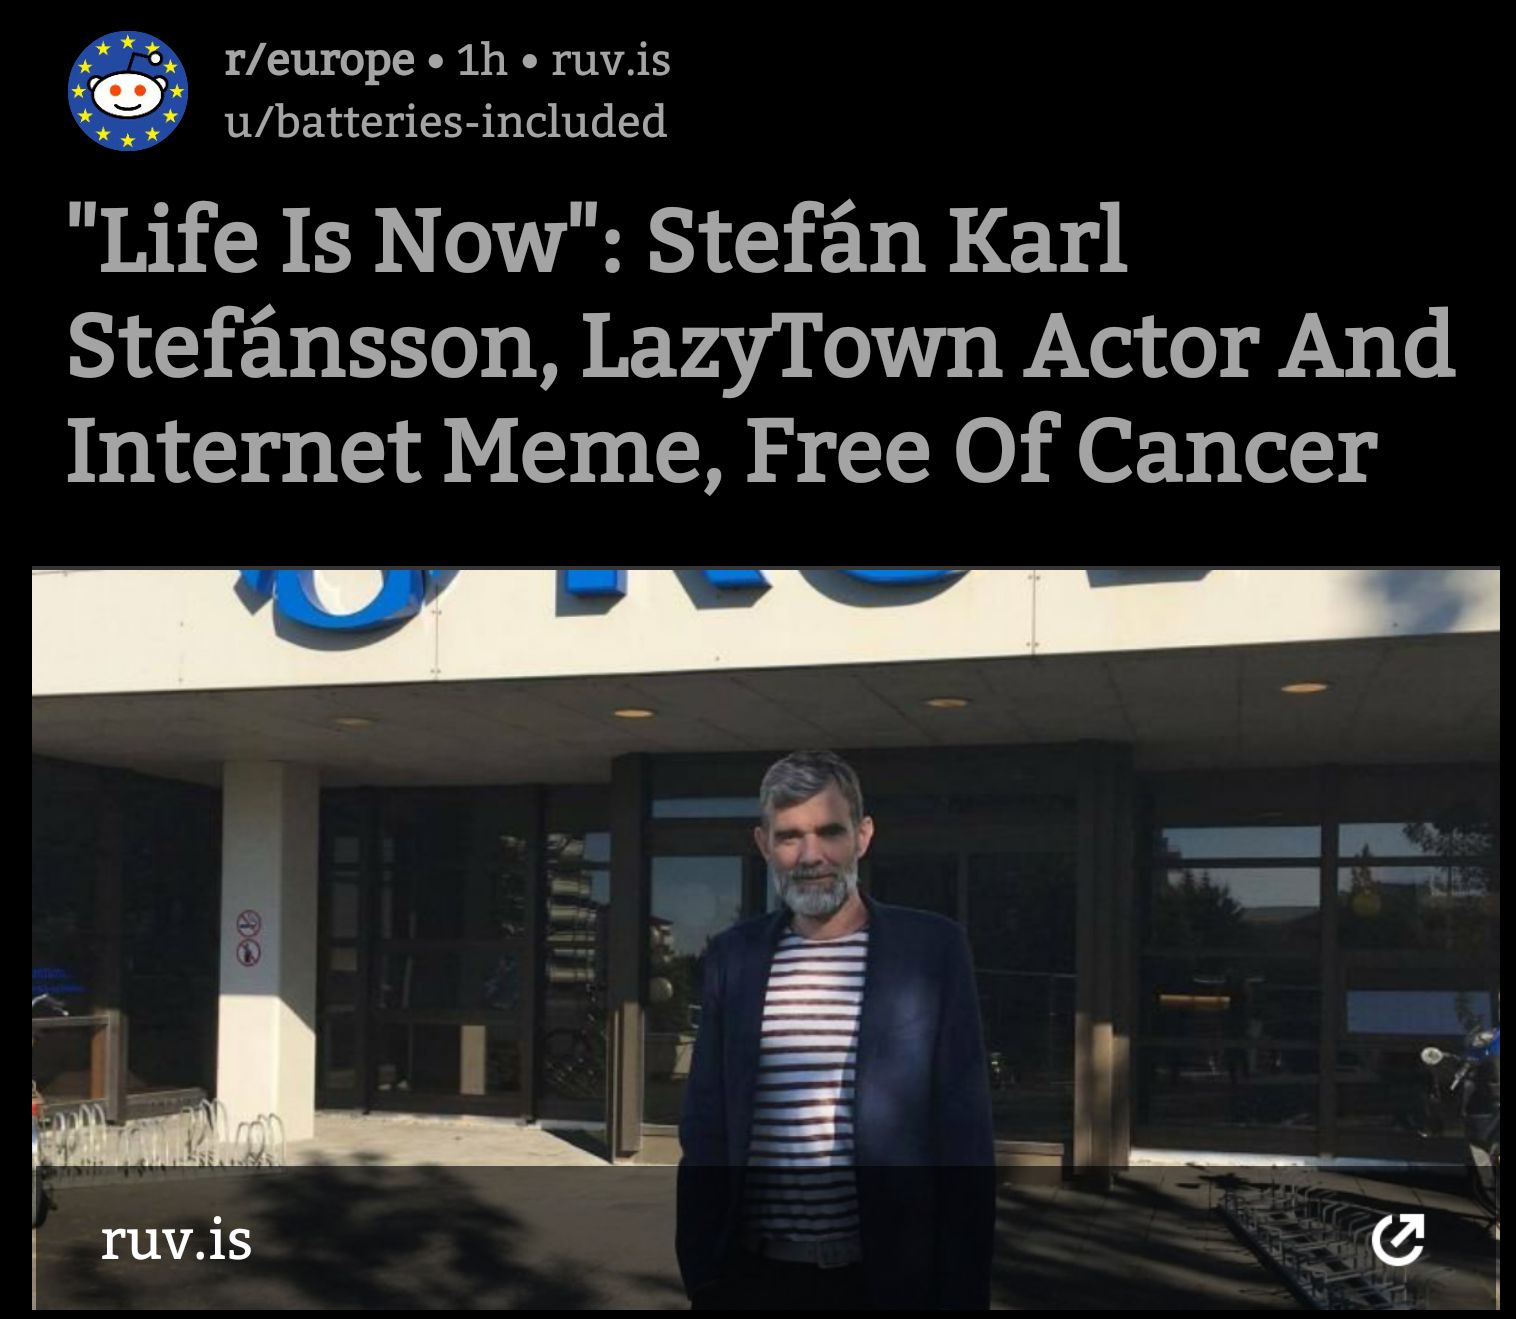 r/europe • 1h • ruv.is
u/batteries-included
"Life Is Now": Stefán Karl
Stefánsson, LazyTown Actor And
Internet Meme, Free Of Cancer
ruv.is